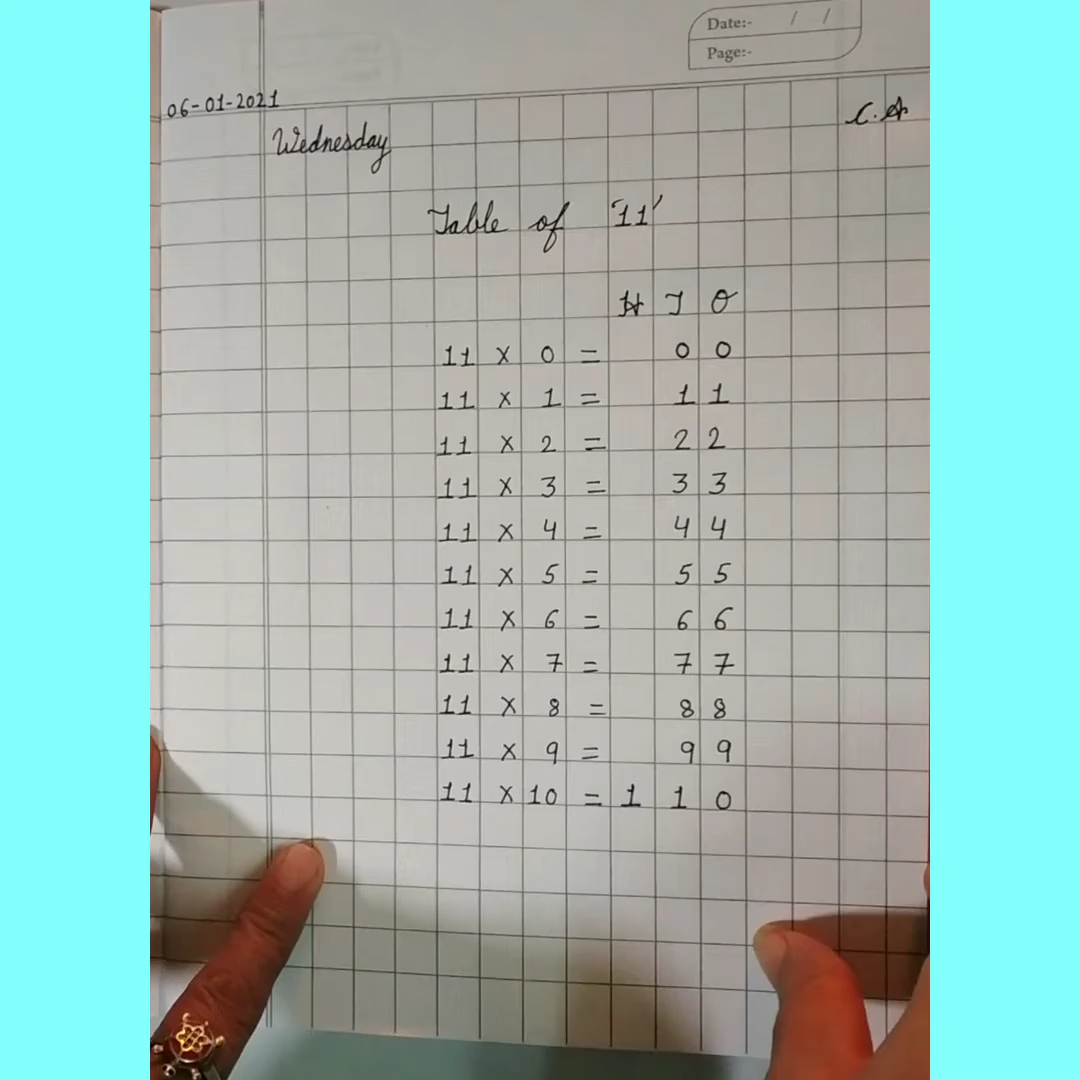 Date:- / /
Page:-
06-01-2021
C.A
Wednesday
Table of '11'
H T O
11 × 0 = 0 0
11 × 1 = 1 1
11 × 2 = 2 2
11 × 3 = 3 3
11 × 4 = 4 4
11 × 5 = 5 5
11 × 6 = 6 6
11 × 7 = 7 7
11 × 8 = 8 8
11 × 9 = 9 9
11 × 10 = 1 1 0